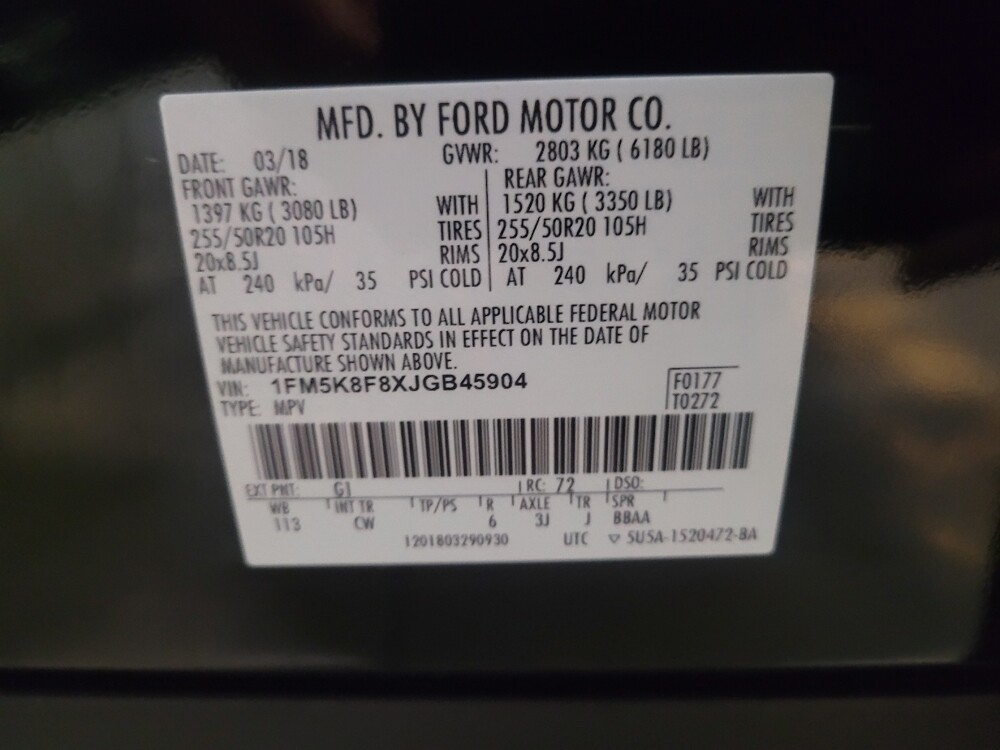 MFD. BY FORD MOTOR CO.
DATE: 03/18 GVWR: 2803 KG ( 6180 LB)
FRONT GAWR: REAR GAWR:
1397 KG ( 3080 LB) WITH 1520 KG ( 3350 LB) WITH
255/50R20 105H TIRES 255/50R20 105H TIRES
20x8.5J RIMS 20x8.5J RIMS
AT 240 kPa/ 35 PSI COLD AT 240 kPa/ 35 PSI COLD
THIS VEHICLE CONFORMS TO ALL APPLICABLE FEDERAL MOTOR
VEHICLE SAFETY STANDARDS IN EFFECT ON THE DATE OF
MANUFACTURE SHOWN ABOVE.
VIN: 1FM5K8F8XJGB45904 F0177
TYPE: MPV T0272
EXT PNT: G1 RC: 72 DSO:
WB INT TR TP/PS R AXLE TR SPR
113 CW 6 3J J BBAA
1201803290930 UTC ▽ 5U5A-1520472-BA